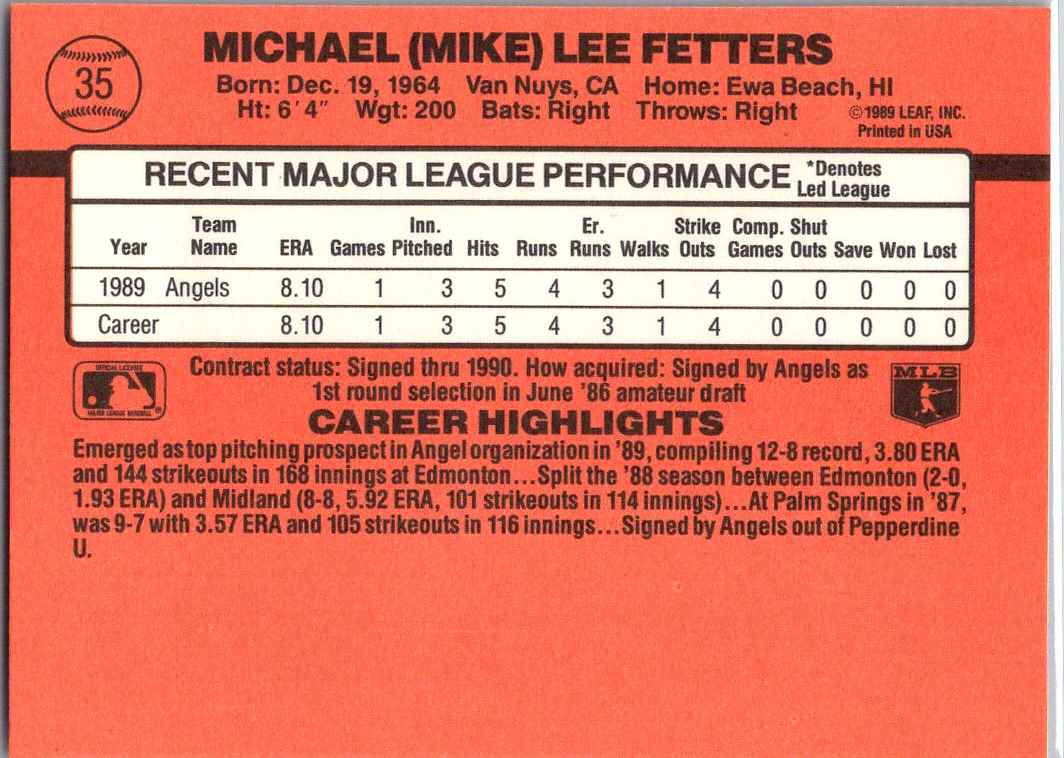 35
MICHAEL (MIKE) LEE FETTERS
Born: Dec. 19, 1964 Van Nuys, CA Home: Ewa Beach, HI
Ht: 6´4˝ Wgt: 200 Bats: Right Throws: Right
©1989 LEAF, INC.
Printed in USA
RECENT MAJOR LEAGUE PERFORMANCE *Denotes
Led League
Team Inn. Er. Strike Comp. Shut
Year Name ERA Games Pitched Hits Runs Runs Walks Outs Games Outs Save Won Lost
1989 Angels 8.10 1 3 5 4 3 1 4 0 0 0 0 0
Career 8.10 1 3 5 4 3 1 4 0 0 0 0 0
OFFICIAL LICENSEE
MAJOR LEAGUE BASEBALL ®
Contract status: Signed thru 1990. How acquired: Signed by Angels as
1st round selection in June '86 amateur draft
MLB
CAREER HIGHLIGHTS
Emerged as top pitching prospect in Angel organization in '89, compiling 12-8 record, 3.80 ERA
and 144 strikeouts in 168 innings at Edmonton...Split the '88 season between Edmonton (2-0,
1.93 ERA) and Midland (8-8, 5.92 ERA, 101 strikeouts in 114 innings)...At Palm Springs in '87,
was 9-7 with 3.57 ERA and 105 strikeouts in 116 innings...Signed by Angels out of Pepperdine
U.